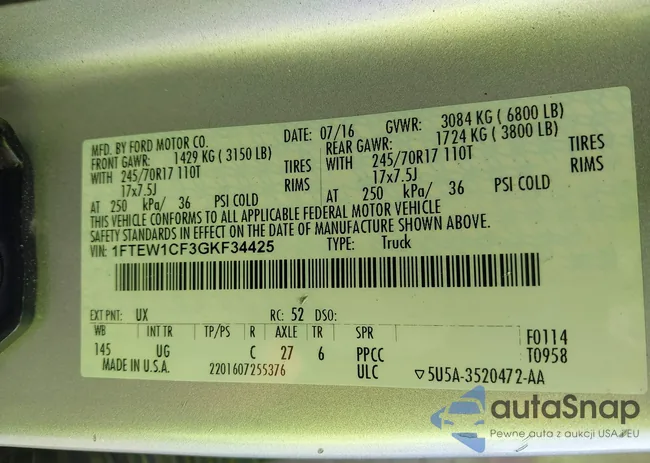 MFD. BY FORD MOTOR CO. DATE: 07/16 GVWR: 3084 KG ( 6800 LB)
FRONT GAWR: 1429 KG ( 3150 LB) REAR GAWR: 1724 KG ( 3800 LB)
WITH 245/70R17 110T TIRES WITH 245/70R17 110T TIRES
17x7.5J RIMS 17x7.5J RIMS
AT 250 kPa/ 36 PSI COLD AT 250 kPa/ 36 PSI COLD
THIS VEHICLE CONFORMS TO ALL APPLICABLE FEDERAL MOTOR VEHICLE
SAFETY STANDARDS IN EFFECT ON THE DATE OF MANUFACTURE SHOWN ABOVE.
VIN: 1FTEW1CF3GKF34425 TYPE: Truck
EXT PNT: UX RC: 52 DSO:
WB INT TR TP/PS R AXLE TR SPR F0114
145 UG C 27 6 PPCC T0958
MADE IN U.S.A. 2201607255376 ULC ▽5U5A-3520472-AA
autaSnap
Pewne auta z aukcji USA/EU